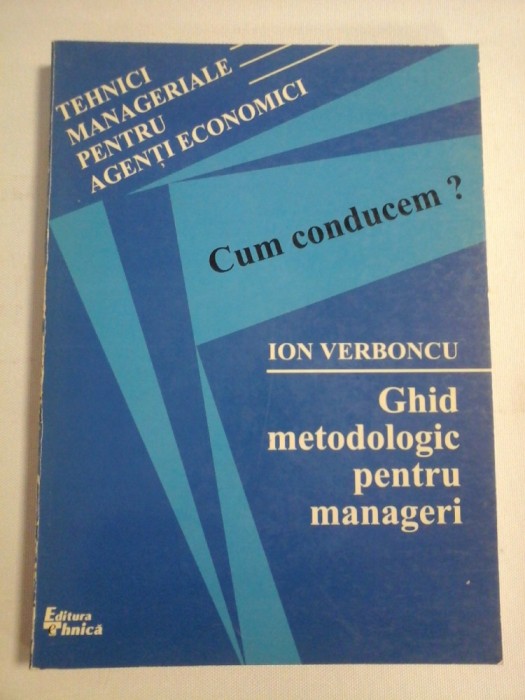 TEHNICI
MANAGERIALE
PENTRU
AGENȚI ECONOMICI
Cum conducem ?
ION VERBONCU
Ghid
metodologic
pentru
manageri
Editura
Tehnică